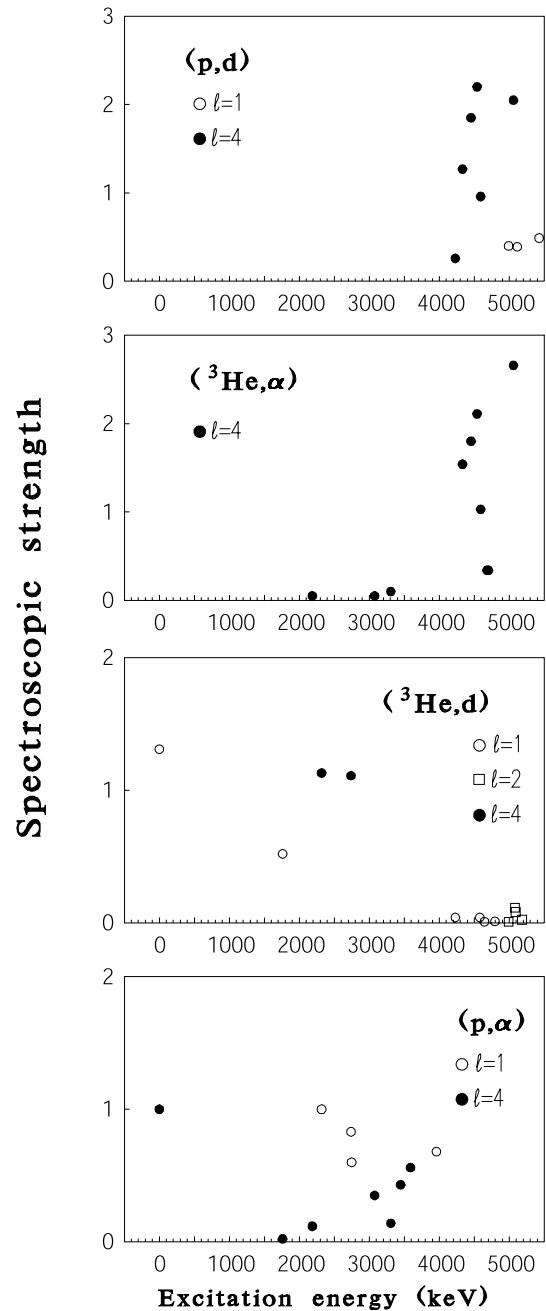 Spectroscopic strength
3
(p,d)
ℓ=1
2
ℓ=4
1
0
0 1000 2000 3000 4000 5000
3
(³He,α)
2
ℓ=4
1
0
0 1000 2000 3000 4000 5000
2
(³He,d)
ℓ=1
ℓ=2
1
ℓ=4
0
0 1000 2000 3000 4000 5000
2
(p,α)
ℓ=1
ℓ=4
1
0
0 1000 2000 3000 4000 5000
Excitation energy (keV)